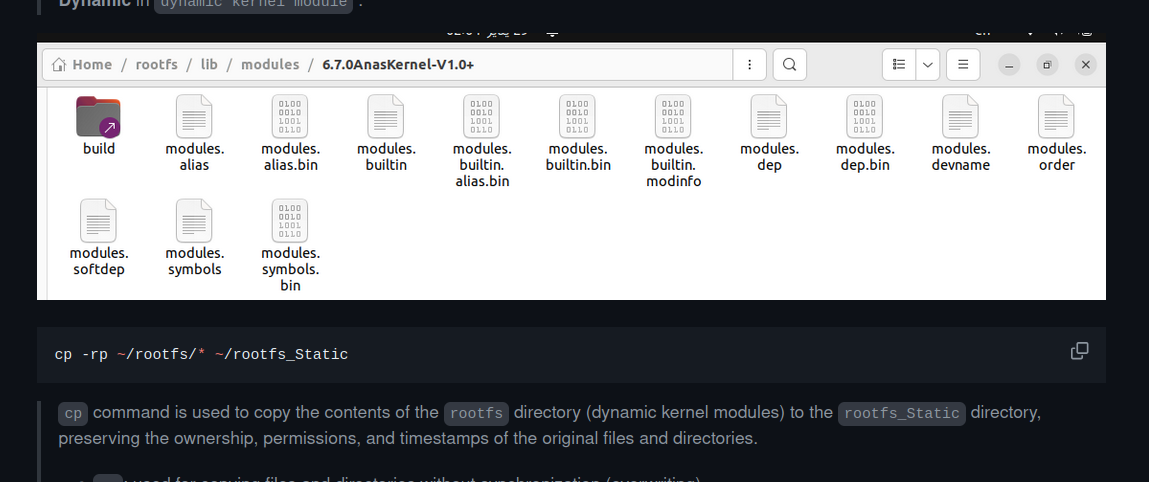 Dynamic in dynamic kernel module .
Home / rootfs / lib / modules / 6.7.0AnasKernel-V1.0+
build
modules.
alias
modules.
alias.bin
modules.
builtin
modules.
builtin.
alias.bin
modules.
builtin.bin
modules.
builtin.
modinfo
modules.
dep
modules.
dep.bin
modules.
devname
modules.
order
modules.
softdep
modules.
symbols
modules.
symbols.
bin
cp -rp ~/rootfs/* ~/rootfs_Static
cp command is used to copy the contents of the rootfs directory (dynamic kernel modules) to the rootfs_Static directory,
preserving the ownership, permissions, and timestamps of the original files and directories.
: used for copying files and directories without synchronization (overwriting)